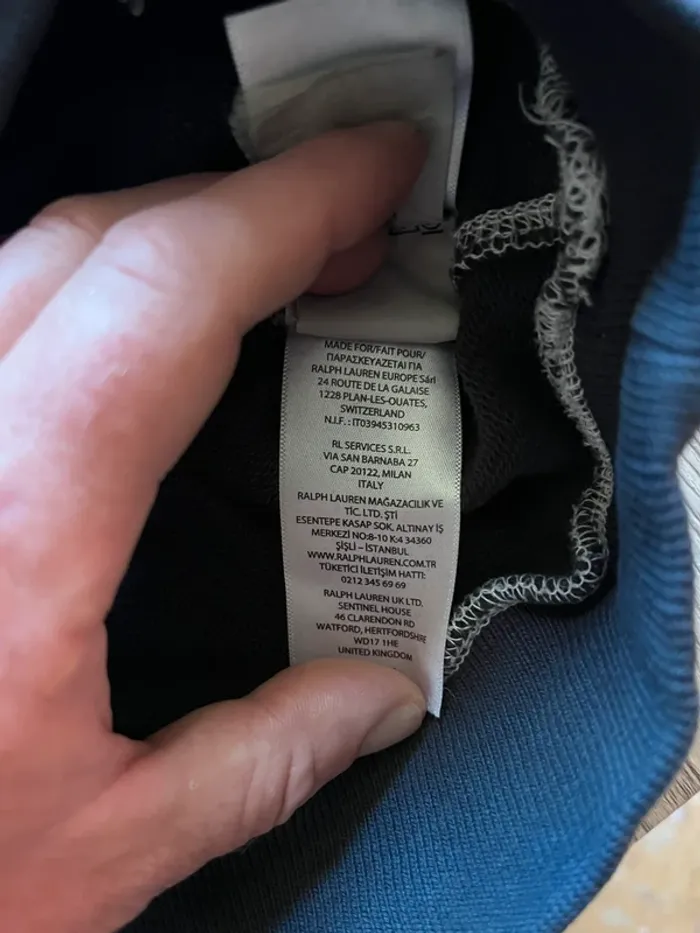 MADE FOR/FAIT POUR/
ΠΑΡΑΣΚΕΥΑΖΕΤΑΙ ΓΙΑ
RALPH LAUREN EUROPE Sàrl
24 ROUTE DE LA GALAISE
1228 PLAN-LES-OUATES,
SWITZERLAND
N.I.F. : IT03945310963
RL SERVICES S.R.L.
VIA SAN BARNABA 27
CAP 20122, MILAN
ITALY
RALPH LAUREN MAĞAZACILIK VE
TİC. LTD. ŞTİ
ESENTEPE KASAP SOK. ALTINAY İŞ
MERKEZİ NO:8-10 K:4 34360
ŞİŞLİ – İSTANBUL
WWW.RALPHLAUREN.COM.TR
TÜKETİCİ İLETİŞİM HATTI:
0212 345 69 69
RALPH LAUREN UK LTD.
SENTINEL HOUSE
46 CLARENDON RD
WATFORD, HERTFORDSHIRE
WD17 1HE
UNITED KINGDOM